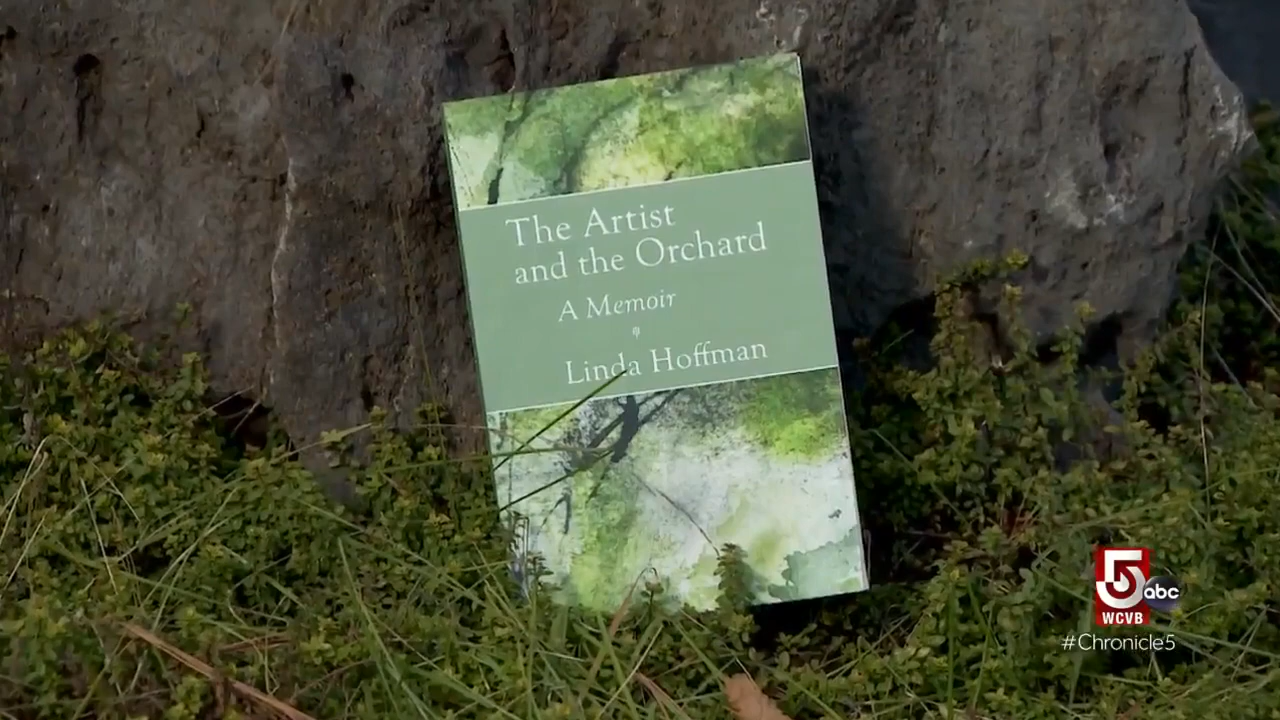 The Artist
and the Orchard
A Memoir
Linda Hoffman
5
abc
WCVB
#Chronicle5